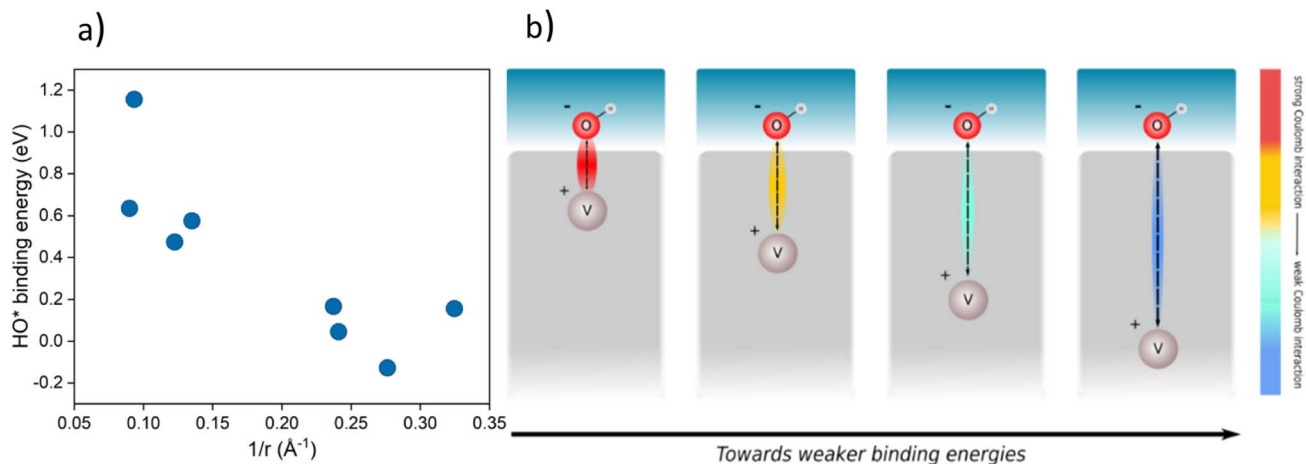 a)
b)
HO* binding energy (eV)
1.2
1.0
0.8
0.6
0.4
0.2
0.0
-0.2
0.05
0.10
0.15
0.20
0.25
0.30
0.35
1/r (Å⁻¹)
-
O
H
+
V
-
O
H
+
V
-
O
H
+
V
-
O
H
+
V
strong Coulomb interaction ⟶ weak Coulomb interaction
Towards weaker binding energies